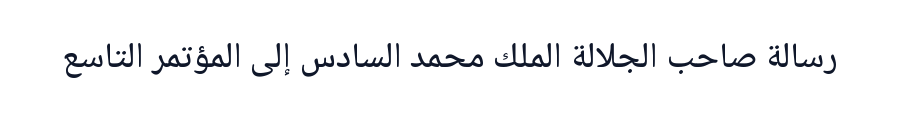 رسالة صاحب الجلالة الملك محمد السادس إلى المؤتمر التاسع